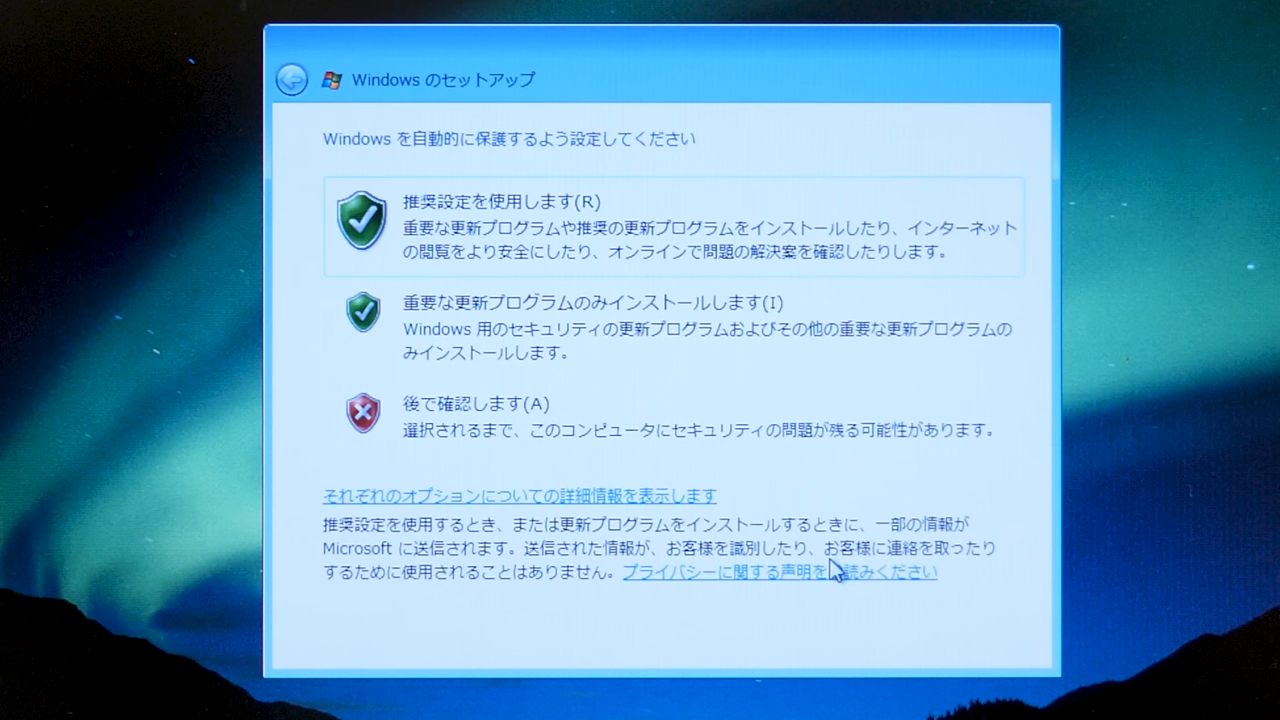 Windows のセットアップ
Windows を自動的に保護するよう設定してください
推奨設定を使用します(R)
重要な更新プログラムや推奨の更新プログラムをインストールしたり、インターネット
の閲覧をより安全にしたり、オンラインで問題の解決案を確認したりします。
重要な更新プログラムのみインストールします(I)
Windows 用のセキュリティの更新プログラムおよびその他の重要な更新プログラムの
みインストールします。
後で確認します(A)
選択されるまで、このコンピュータにセキュリティの問題が残る可能性があります。
それぞれのオプションについての詳細情報を表示します
推奨設定を使用するとき、または更新プログラムをインストールするときに、一部の情報が
Microsoft に送信されます。送信された情報が、お客様を識別したり、お客様に連絡を取ったり
するために使用されることはありません。プライバシーに関する声明をお読みください